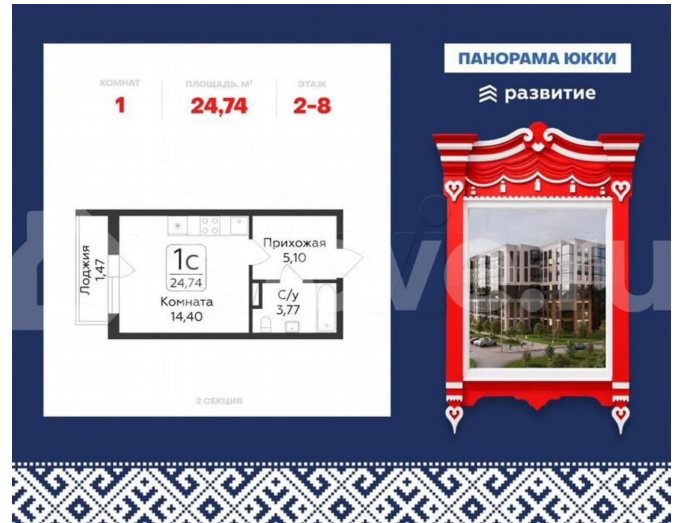 ПАНОРАМА ЮККИ
развитие
КОМНАТ
1
ПЛОЩАДЬ, М²
24,74
ЭТАЖ
2-8
Лоджия
1,47
1С
24,74
Комната
14,40
Прихожая
5,10
С/у
3,77
2 СЕКЦИЯ